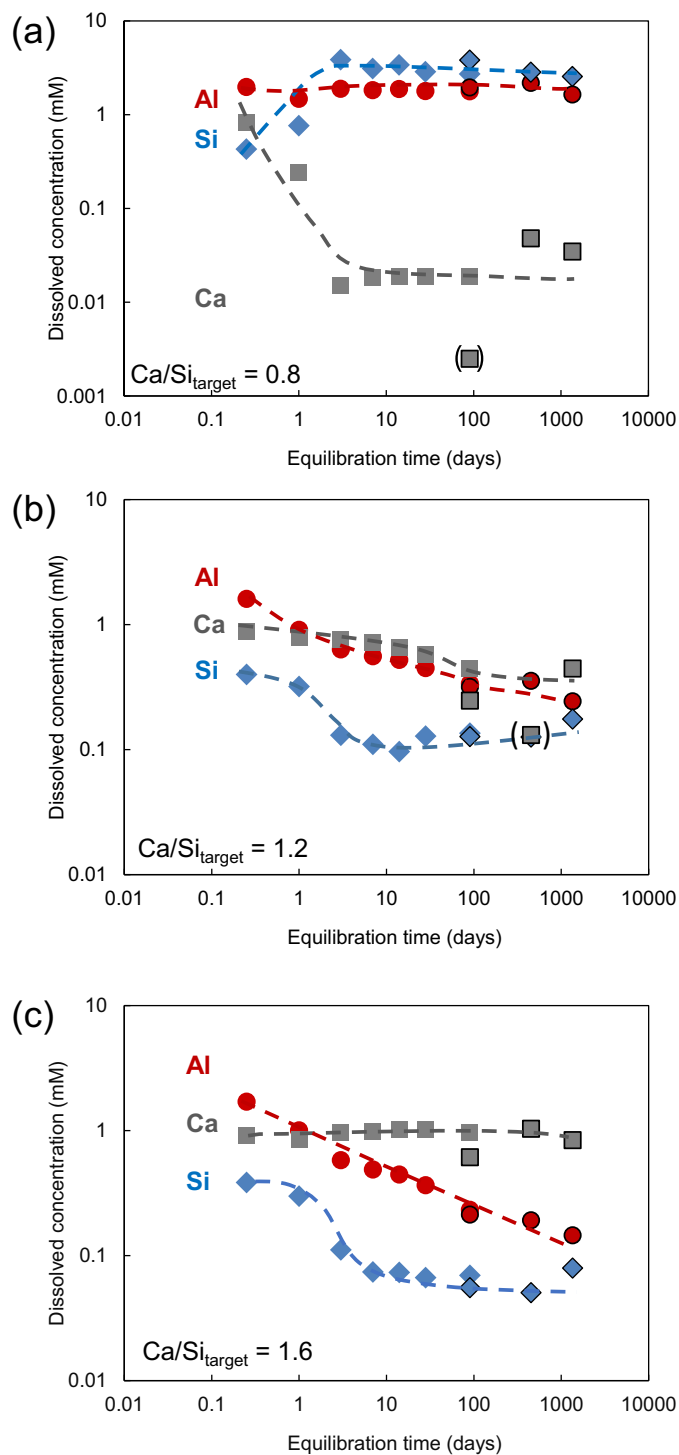 (a)
10
1
0.1
0.01
0.001
Dissolved concentration (mM)
Al
Si
Ca
( )
Ca/Si target = 0.8
0.01 0.1 1 10 100 1000 10000
Equilibration time (days)
(b)
10
1
0.1
0.01
Dissolved concentration (mM)
Al
Ca
Si
( )
Ca/Si target = 1.2
0.01 0.1 1 10 100 1000 10000
Equilibration time (days)
(c)
10
1
0.1
0.01
Dissolved concentration (mM)
Al
Ca
Si
Ca/Si target = 1.6
0.01 0.1 1 10 100 1000 10000
Equilibration time (days)